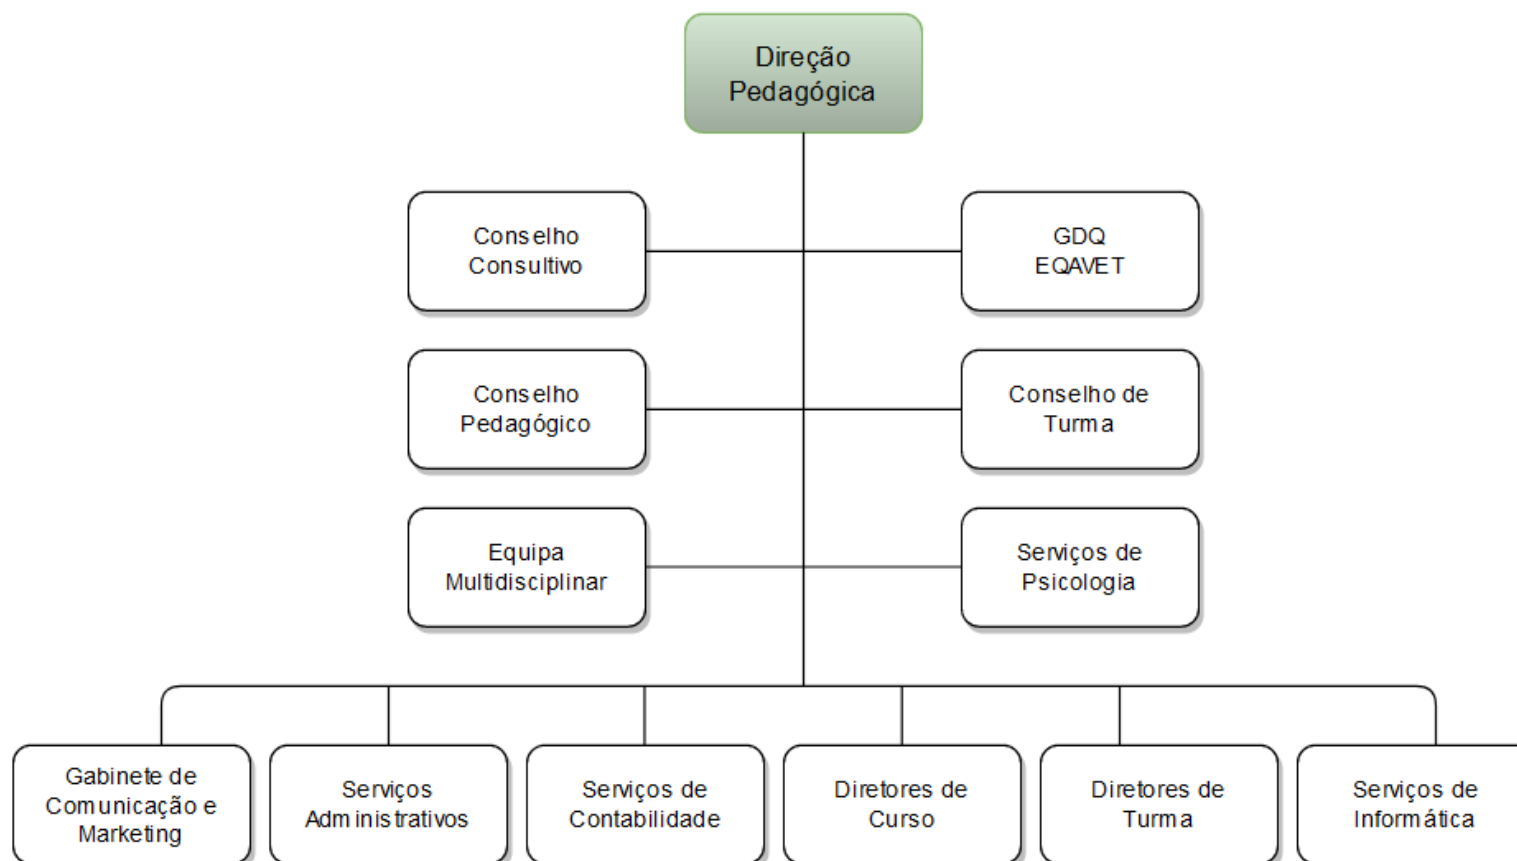 Direção
Pedagógica
Conselho
Consultivo
GDQ
EQAVET
Conselho
Pedagógico
Conselho de
Turma
Equipa
Multidisciplinar
Serviços de
Psicologia
Gabinete de
Comunicação e
Marketing
Serviços
Administrativos
Serviços de
Contabilidade
Diretores de
Curso
Diretores de
Turma
Serviços de
Informática